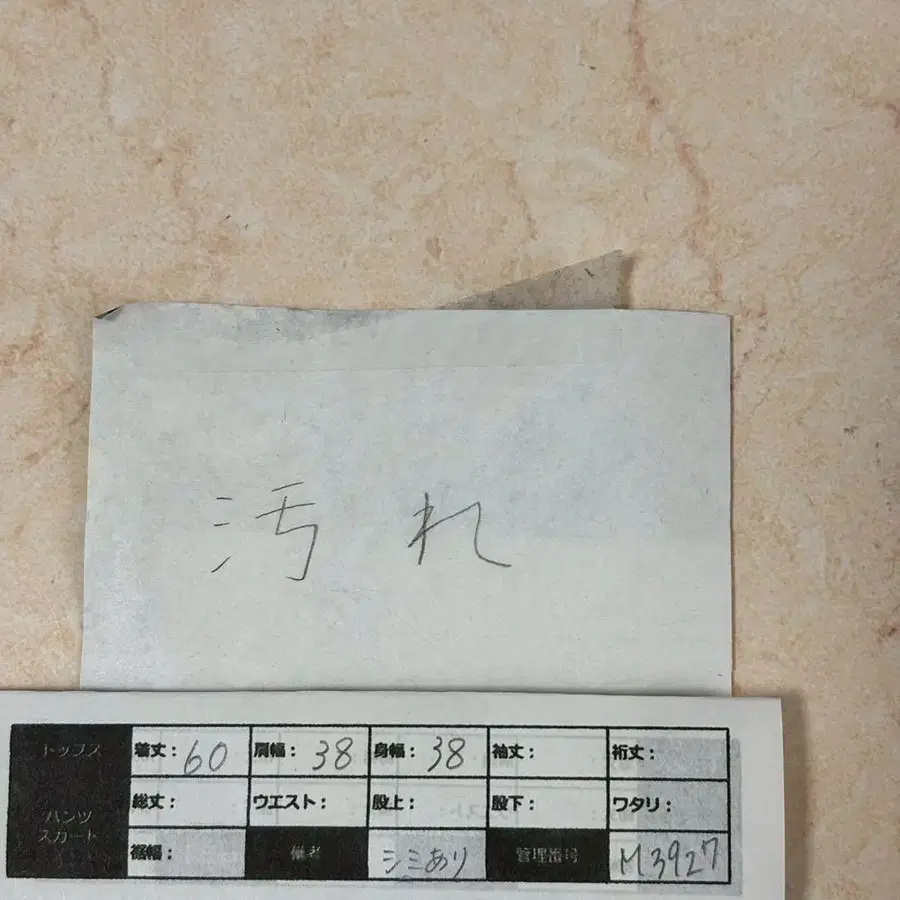 汚れ
トップス 着丈：60 肩幅：38 身幅：38 袖丈： 裄丈：
パンツ スカート 総丈： ウエスト： 股上： 股下： ワタリ：
裾幅： 備考 シミあり 管理番号 M3927